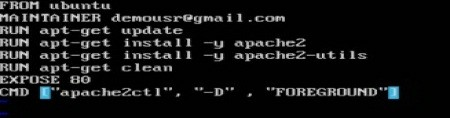 FROM ubuntu
MAINTAINER demousr@gmail.com
RUN apt-get update
RUN apt-get install -y apache2
RUN apt-get install -y apache2-utils
RUN apt-get clean
EXPOSE 80
CMD ["apache2ctl", "-D" , "FOREGROUND"]